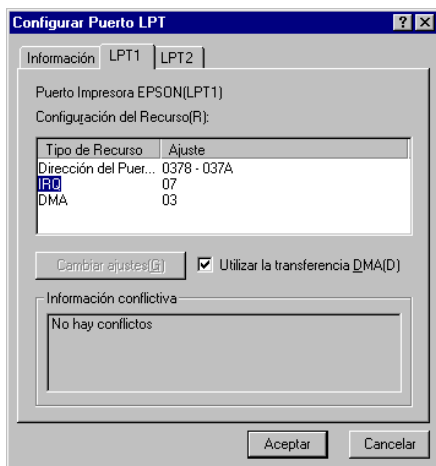 Configurar Puerto LPT
Información LPT1 LPT2
Puerto Impresora EPSON(LPT1)
Configuración del Recurso(R):
Tipo de Recurso Ajuste
Dirección del Puer... 0378 - 037A
IRQ 07
DMA 03
Cambiar ajustes(G) Utilizar la transferencia DMA(D)
Información conflictiva
No hay conflictos
Aceptar Cancelar